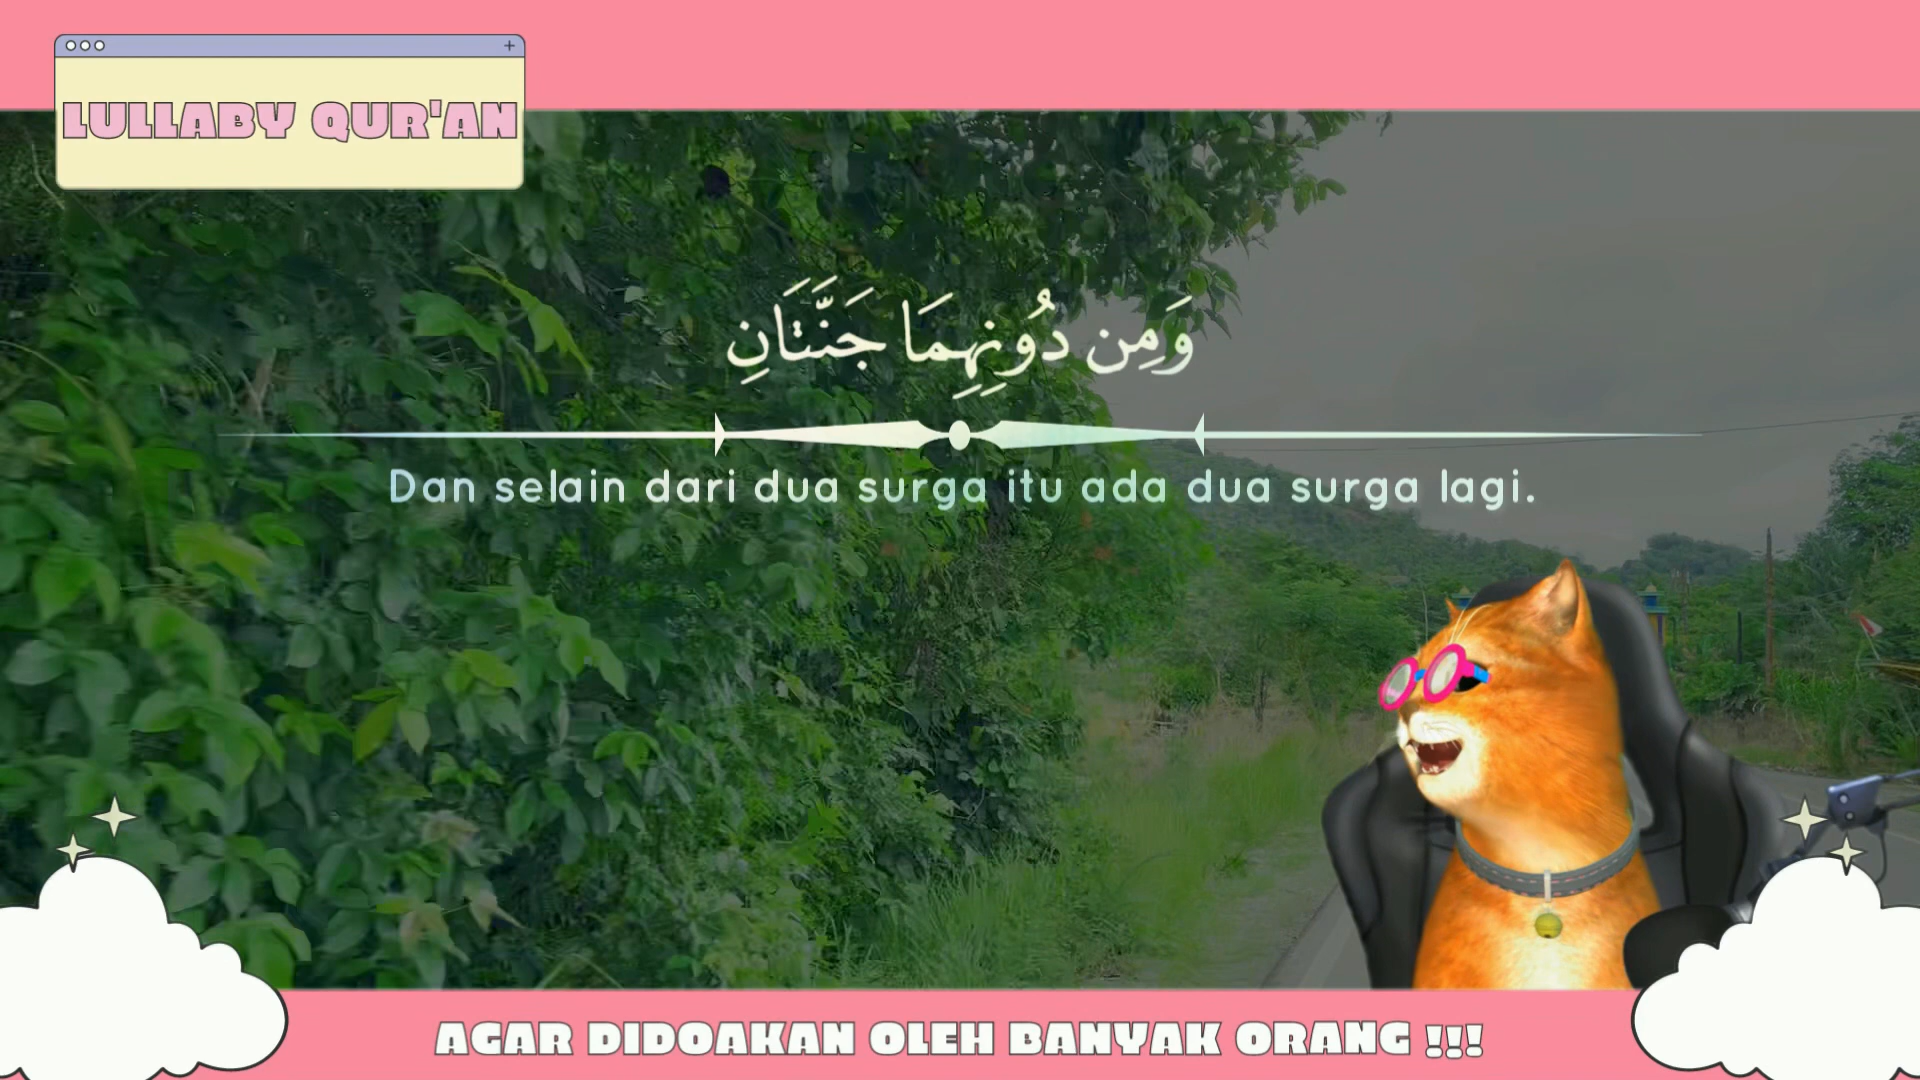 LULLABY QUR'AN
وَمِن دُونِهِمَا جَنَّتَانِ
Dan selain dari dua surga itu ada dua surga lagi.
AGAR DIDOAKAN OLEH BANYAK ORANG !!!